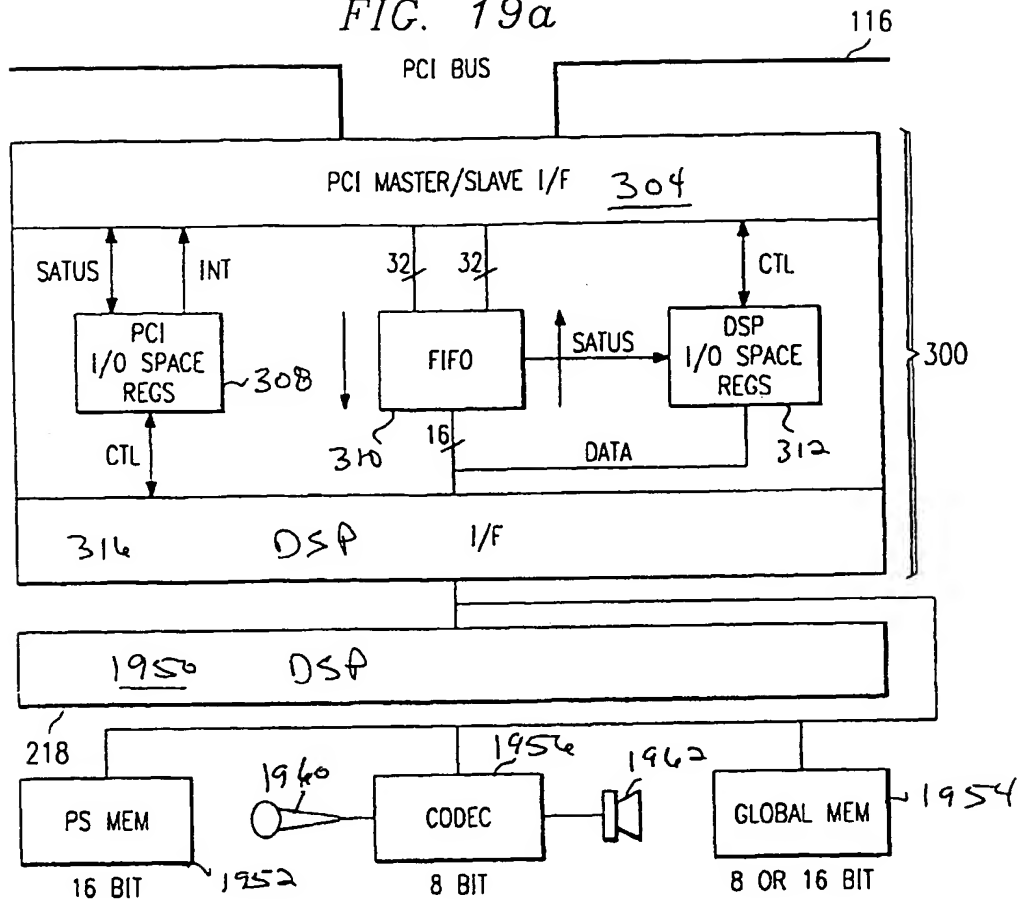 FIG. 19a
116
PCI BUS
PCI MASTER/SLAVE I/F 304
SATUS
INT
32
32
CTL
PCI
I/O SPACE
REGS
308
FIFO
310
SATUS
DSP
I/O SPACE
REGS
312
300
CTL
16
DATA
316 DSP I/F
1950 DSP
218
PS MEM
1952
16 BIT
1960
CODEC
1956
8 BIT
1962
GLOBAL MEM
1954
8 OR 16 BIT